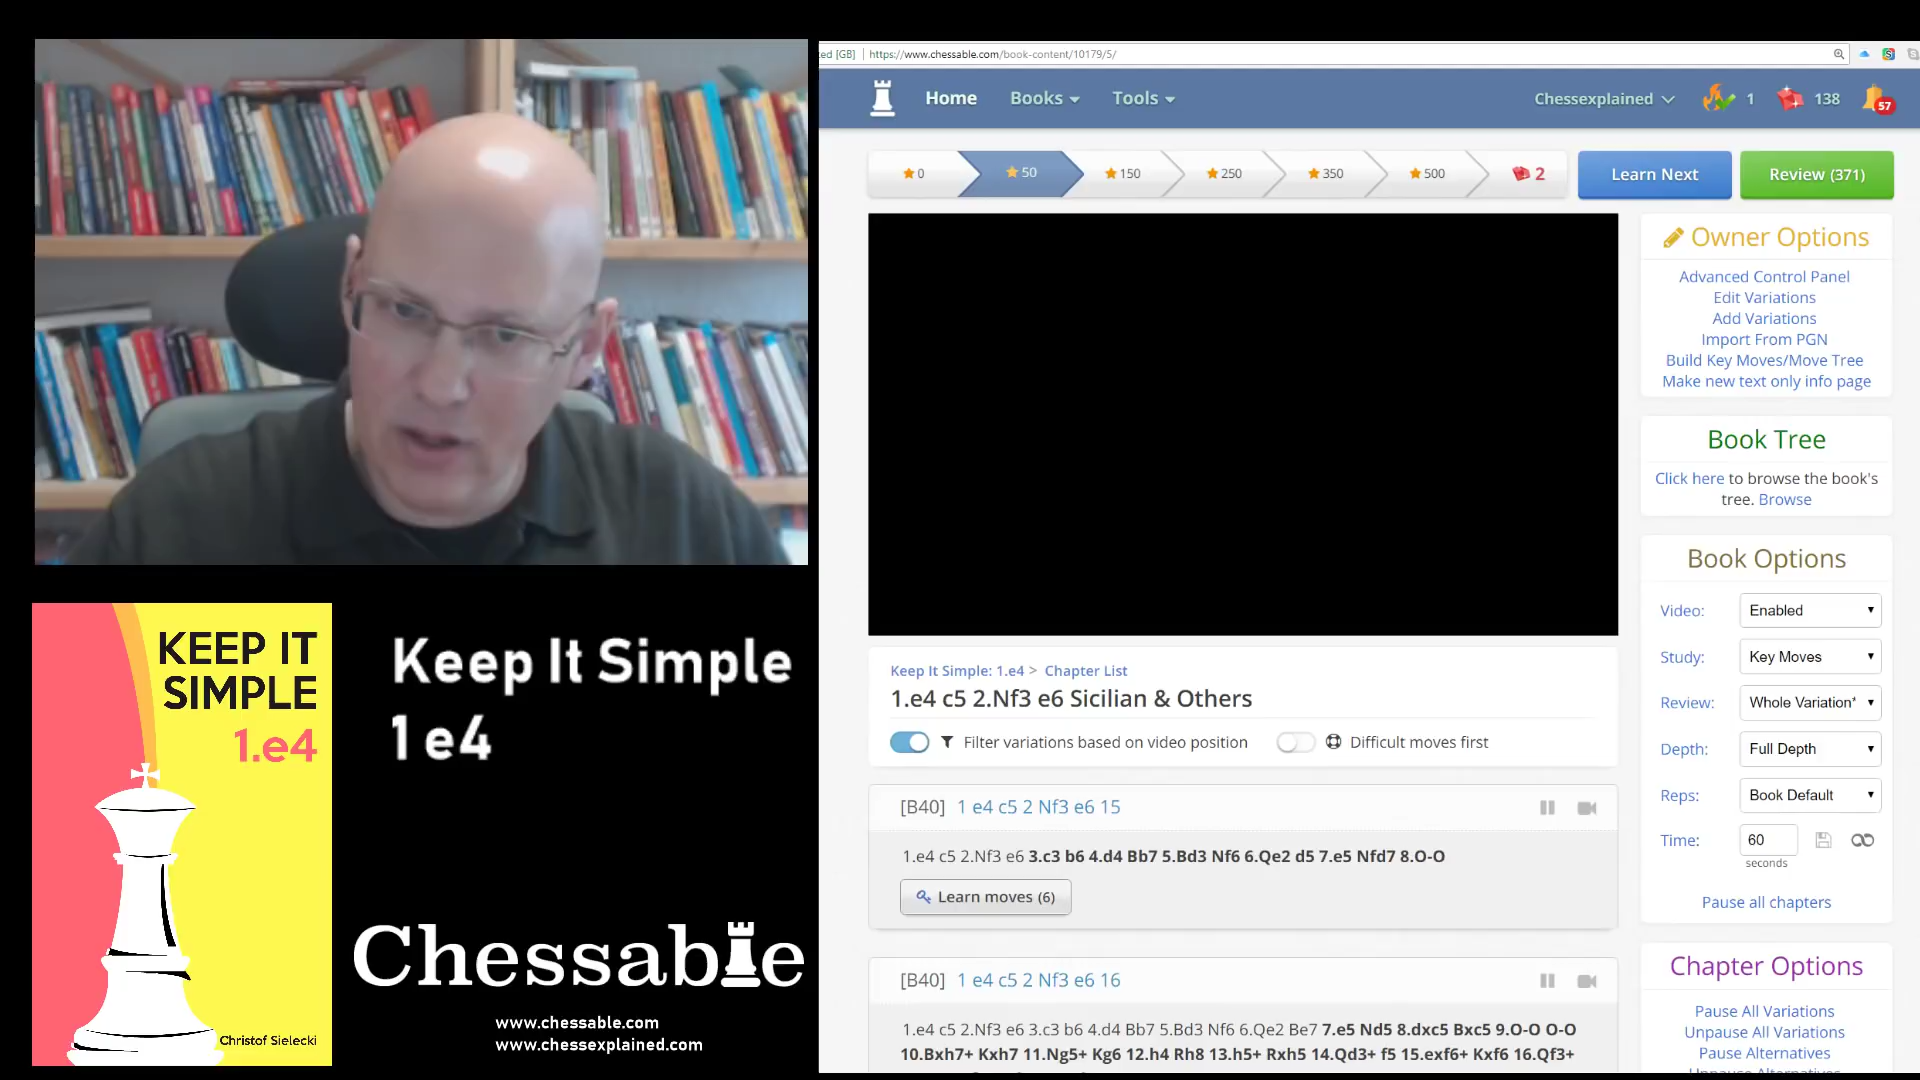 https://www.chessable.com/book-content/10179/5/
Home
Books
Tools
Chessexplained
1
138
57
0
50
150
250
350
500
2
Learn Next
Review (371)
Owner Options
Advanced Control Panel
Edit Variations
Add Variations
Import From PGN
Build Key Moves/Move Tree
Make new text only info page
Book Tree
Click here to browse the book's
tree. Browse
Book Options
Video: Enabled
Study: Key Moves
Review: Whole Variation*
Depth: Full Depth
Reps: Book Default
Time: 60
seconds
Pause all chapters
Chapter Options
Pause All Variations
Unpause All Variations
Pause Alternatives
Keep It Simple: 1.e4 > Chapter List
1.e4 c5 2.Nf3 e6 Sicilian & Others
Filter variations based on video position
Difficult moves first
[B40] 1 e4 c5 2 Nf3 e6 15
1.e4 c5 2.Nf3 e6 3.c3 b6 4.d4 Bb7 5.Bd3 Nf6 6.Qe2 d5 7.e5 Nfd7 8.O-O
Learn moves (6)
[B40] 1 e4 c5 2 Nf3 e6 16
1.e4 c5 2.Nf3 e6 3.c3 b6 4.d4 Bb7 5.Bd3 Nf6 6.Qe2 Be7 7.e5 Nd5 8.dxc5 Bxc5 9.O-O O-O
10.Bxh7+ Kxh7 11.Ng5+ Kg6 12.h4 Rh8 13.h5+ Rxh5 14.Qd3+ f5 15.exf6+ Kxf6 16.Qf3+
KEEP IT
SIMPLE
1.e4
Christof Sielecki
Keep It Simple
1 e4
Chessable
www.chessable.com
www.chessexplained.com